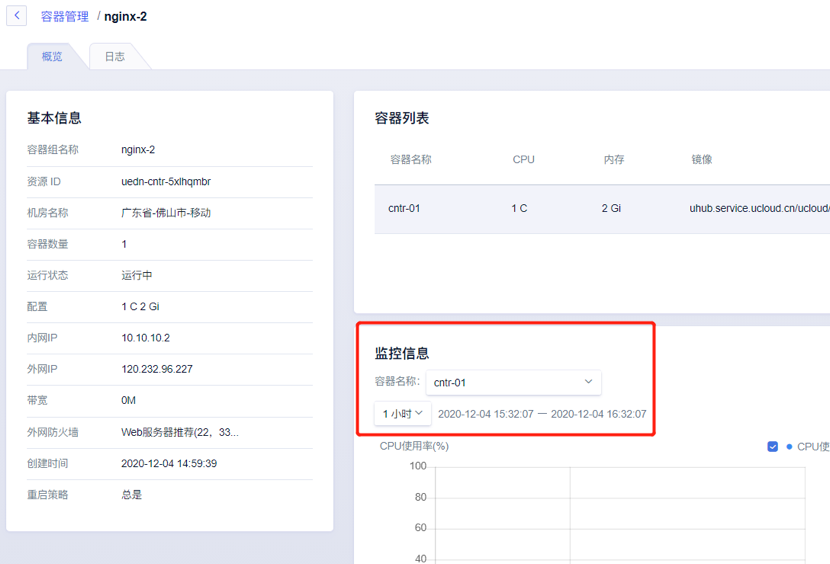 容器管理 / nginx-2
概览 日志
基本信息
容器组名称 nginx-2
资源 ID uedn-cntr-5xlhqmbr
机房名称 广东省-佛山市-移动
容器数量 1
运行状态 运行中
配置 1 C 2 Gi
内网IP 10.10.10.2
外网IP 120.232.96.227
带宽 0M
外网防火墙 Web服务器推荐(22，33...
创建时间 2020-12-04 14:59:39
重启策略 总是
容器列表
容器名称 CPU 内存 镜像
cntr-01 1 C 2 Gi uhub.service.ucloud.cn/ucloud/
监控信息
容器名称: cntr-01
1 小时 2020-12-04 15:32:07 一 2020-12-04 16:32:07
CPU使用率(%) CPU使
100
80
60
40